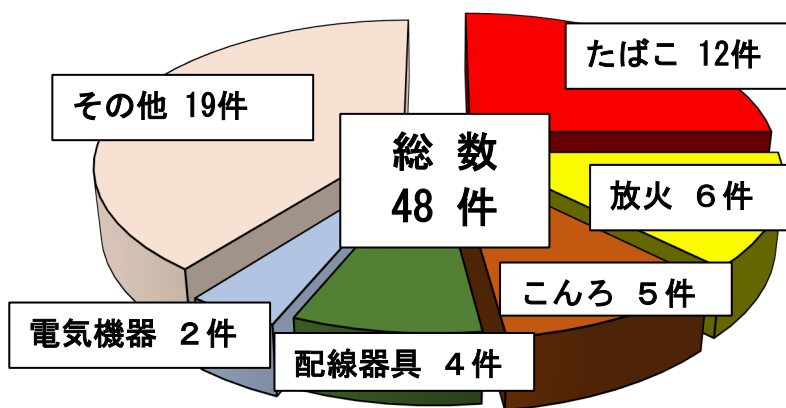 たばこ 12件
その他 19件
総 数
48 件
放火 ６件
こんろ ５件
電気機器 ２件
配線器具 ４件